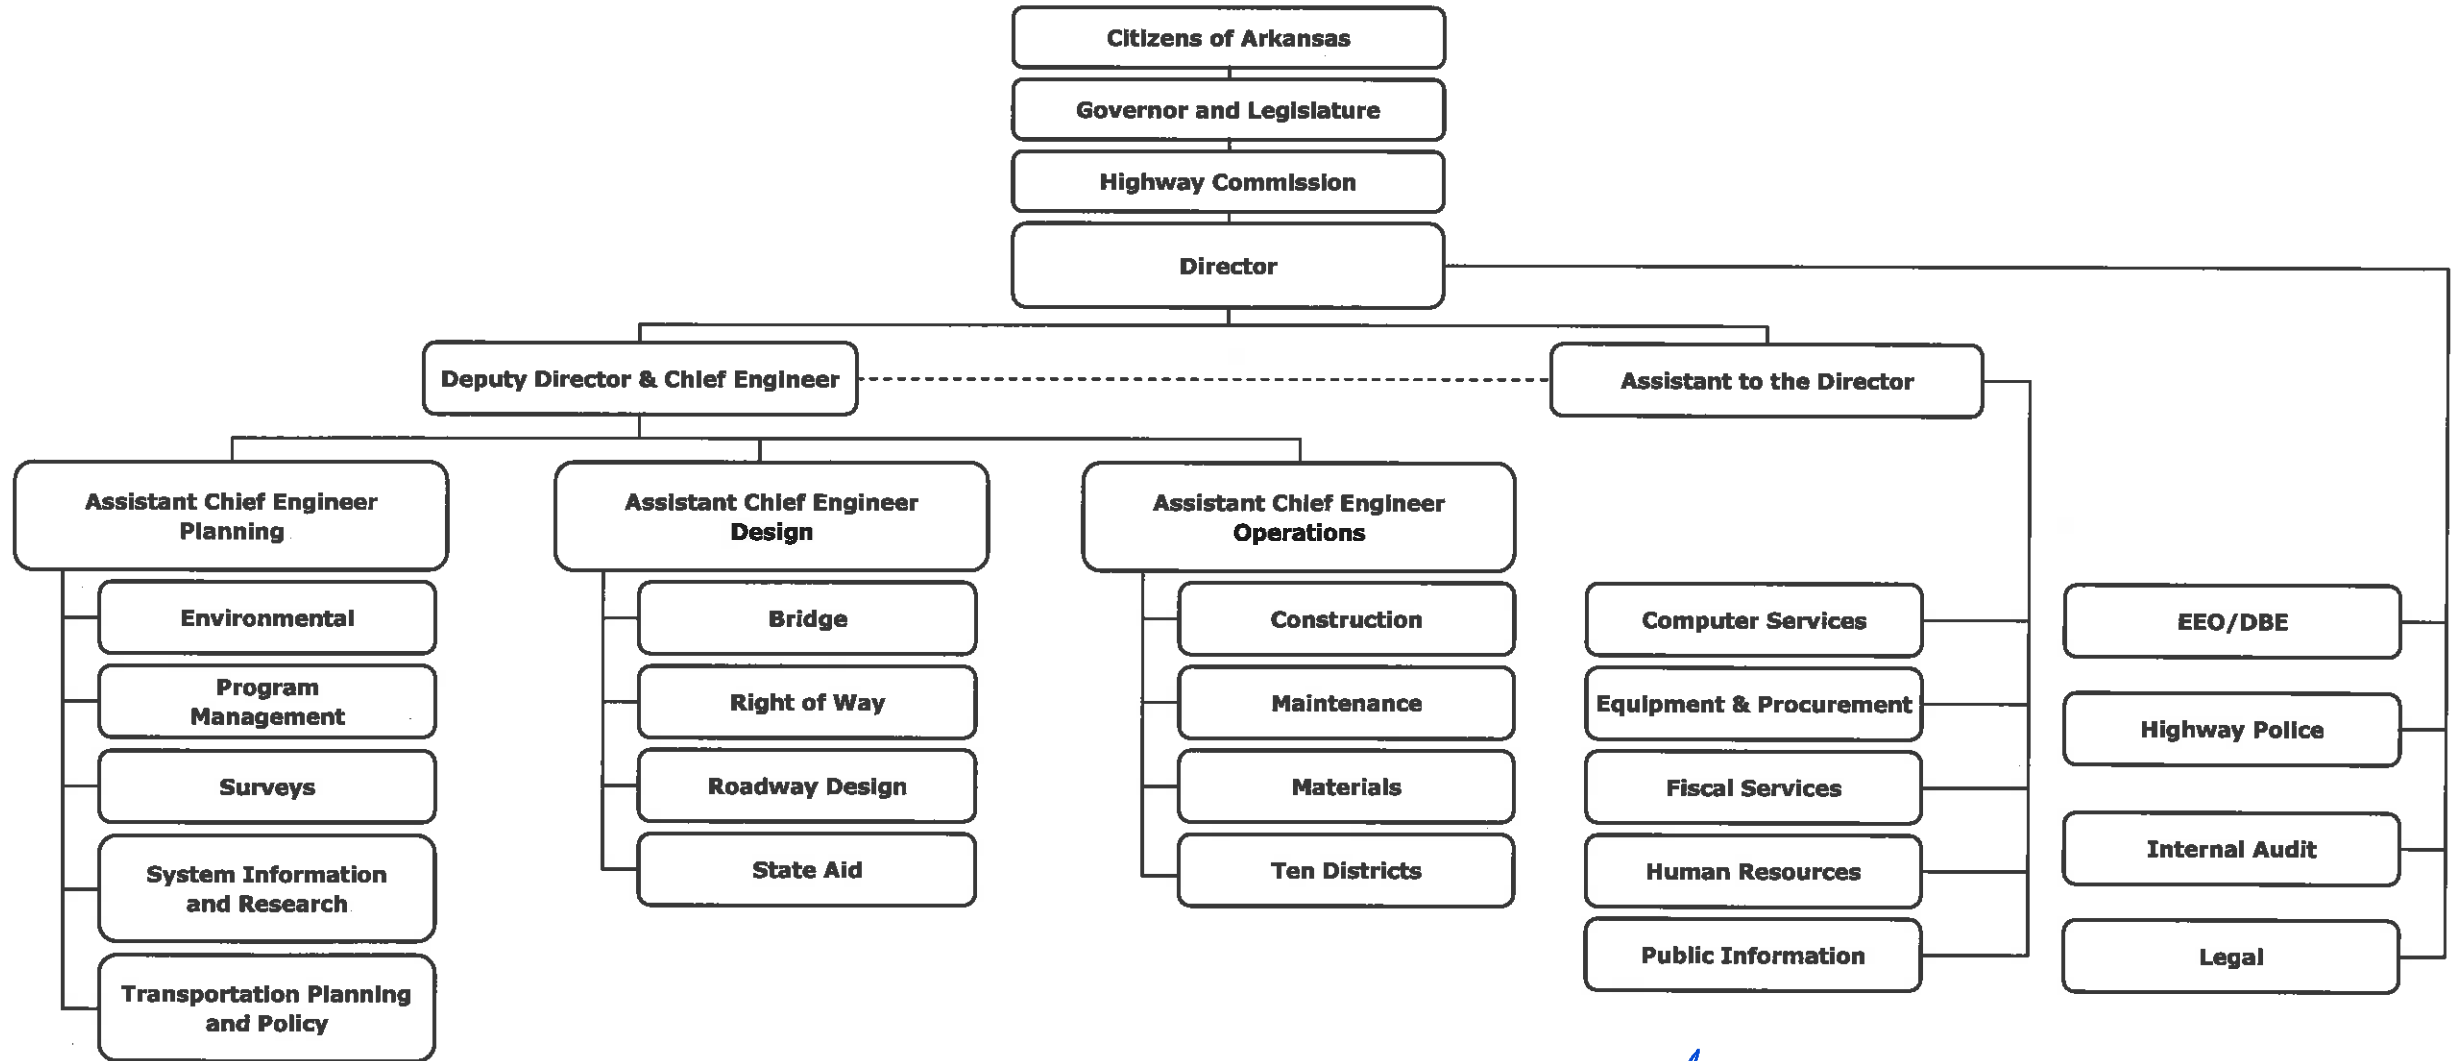 Citizens of Arkansas
Governor and Legislature
Highway Commission
Director
Deputy Director & Chief Engineer
Assistant to the Director
Assistant Chief Engineer
Planning
Environmental
Program
Management
Surveys
System Information
and Research
Transportation Planning
and Policy
Assistant Chief Engineer
Design
Bridge
Right of Way
Roadway Design
State Aid
Assistant Chief Engineer
Operations
Construction
Maintenance
Materials
Ten Districts
Computer Services
Equipment & Procurement
Fiscal Services
Human Resources
Public Information
EEO/DBE
Highway Police
Internal Audit
Legal